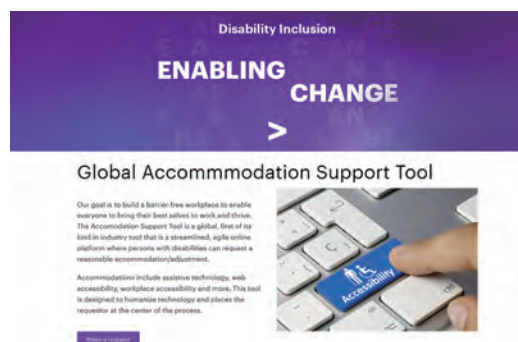 Disability Inclusion
ENABLING
CHANGE
>
Global Accommmodation Support Tool
Our goal is to build a barrier-free workplace to enable
everyone to bring their best selves to work and thrive.
The Accomodation Support Tool is a global, first of its
kind in industry tool that is a streamlined, agile online
platform where persons with disabilities can request a
reasonable accommodation/adjustment.
Accommodations include assistive technology, web
accessibility, workplace accessibility and more. This tool
is designed to humanize technology and places the
requestor at the center of the process.
Accessibility
Make a request